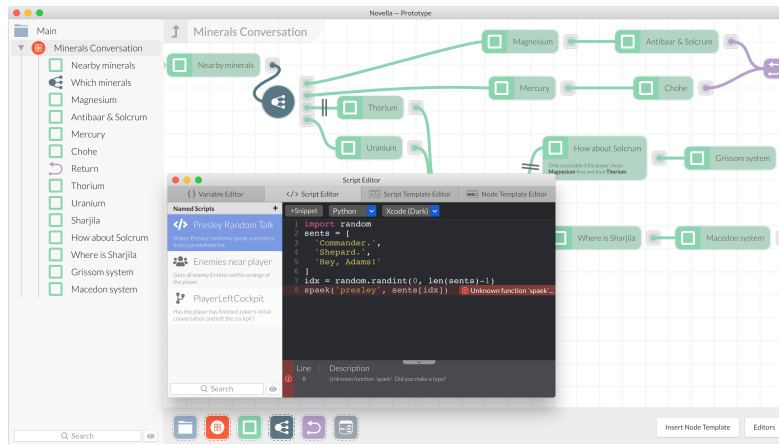 Novella — Prototype
Main
Minerals Conversation
Nearby minerals
Which minerals
Magnesium
Antibaar & Solcrum
Mercury
Chohe
Return
Thorium
Uranium
Sharjila
How about Solcrum
Where is Sharjila
Grissom system
Macedon system
Search
Minerals Conversation
Nearby minerals
Magnesium
Antibaar & Solcrum
Mercury
Chohe
Thorium
Uranium
How about Solcrum
Only accessible if the player chose
Magnesium first and then Thorium.
Grissom system
Where is Sharjila
Macedon system
Script Editor
{ } Variable Editor
</> Script Editor
Script Template Editor
Node Template Editor
Named Scripts +
</> Presley Random Talk
Makes Presley randomly speak a sentence
from a predefined list.
Enemies near player
Gets all enemy Entities within a range of
the player.
PlayerLeftCockpit
Has the player has finished Joker's initial
conversation and left the cockpit?
Search
+Snippet Python Xcode (Dark)
1 import random
2 sents = [
3 'Commander.',
4 'Shepard.',
5 'Hey, Adams!'
6 ]
7 idx = random.randint(0, len(sents)-1)
8 spaek('presley', sents[idx]) Unknown function 'spaek'...
Line Description
8 Unknown function 'spaek'. Did you make a typo?
Insert Node Template
Editors